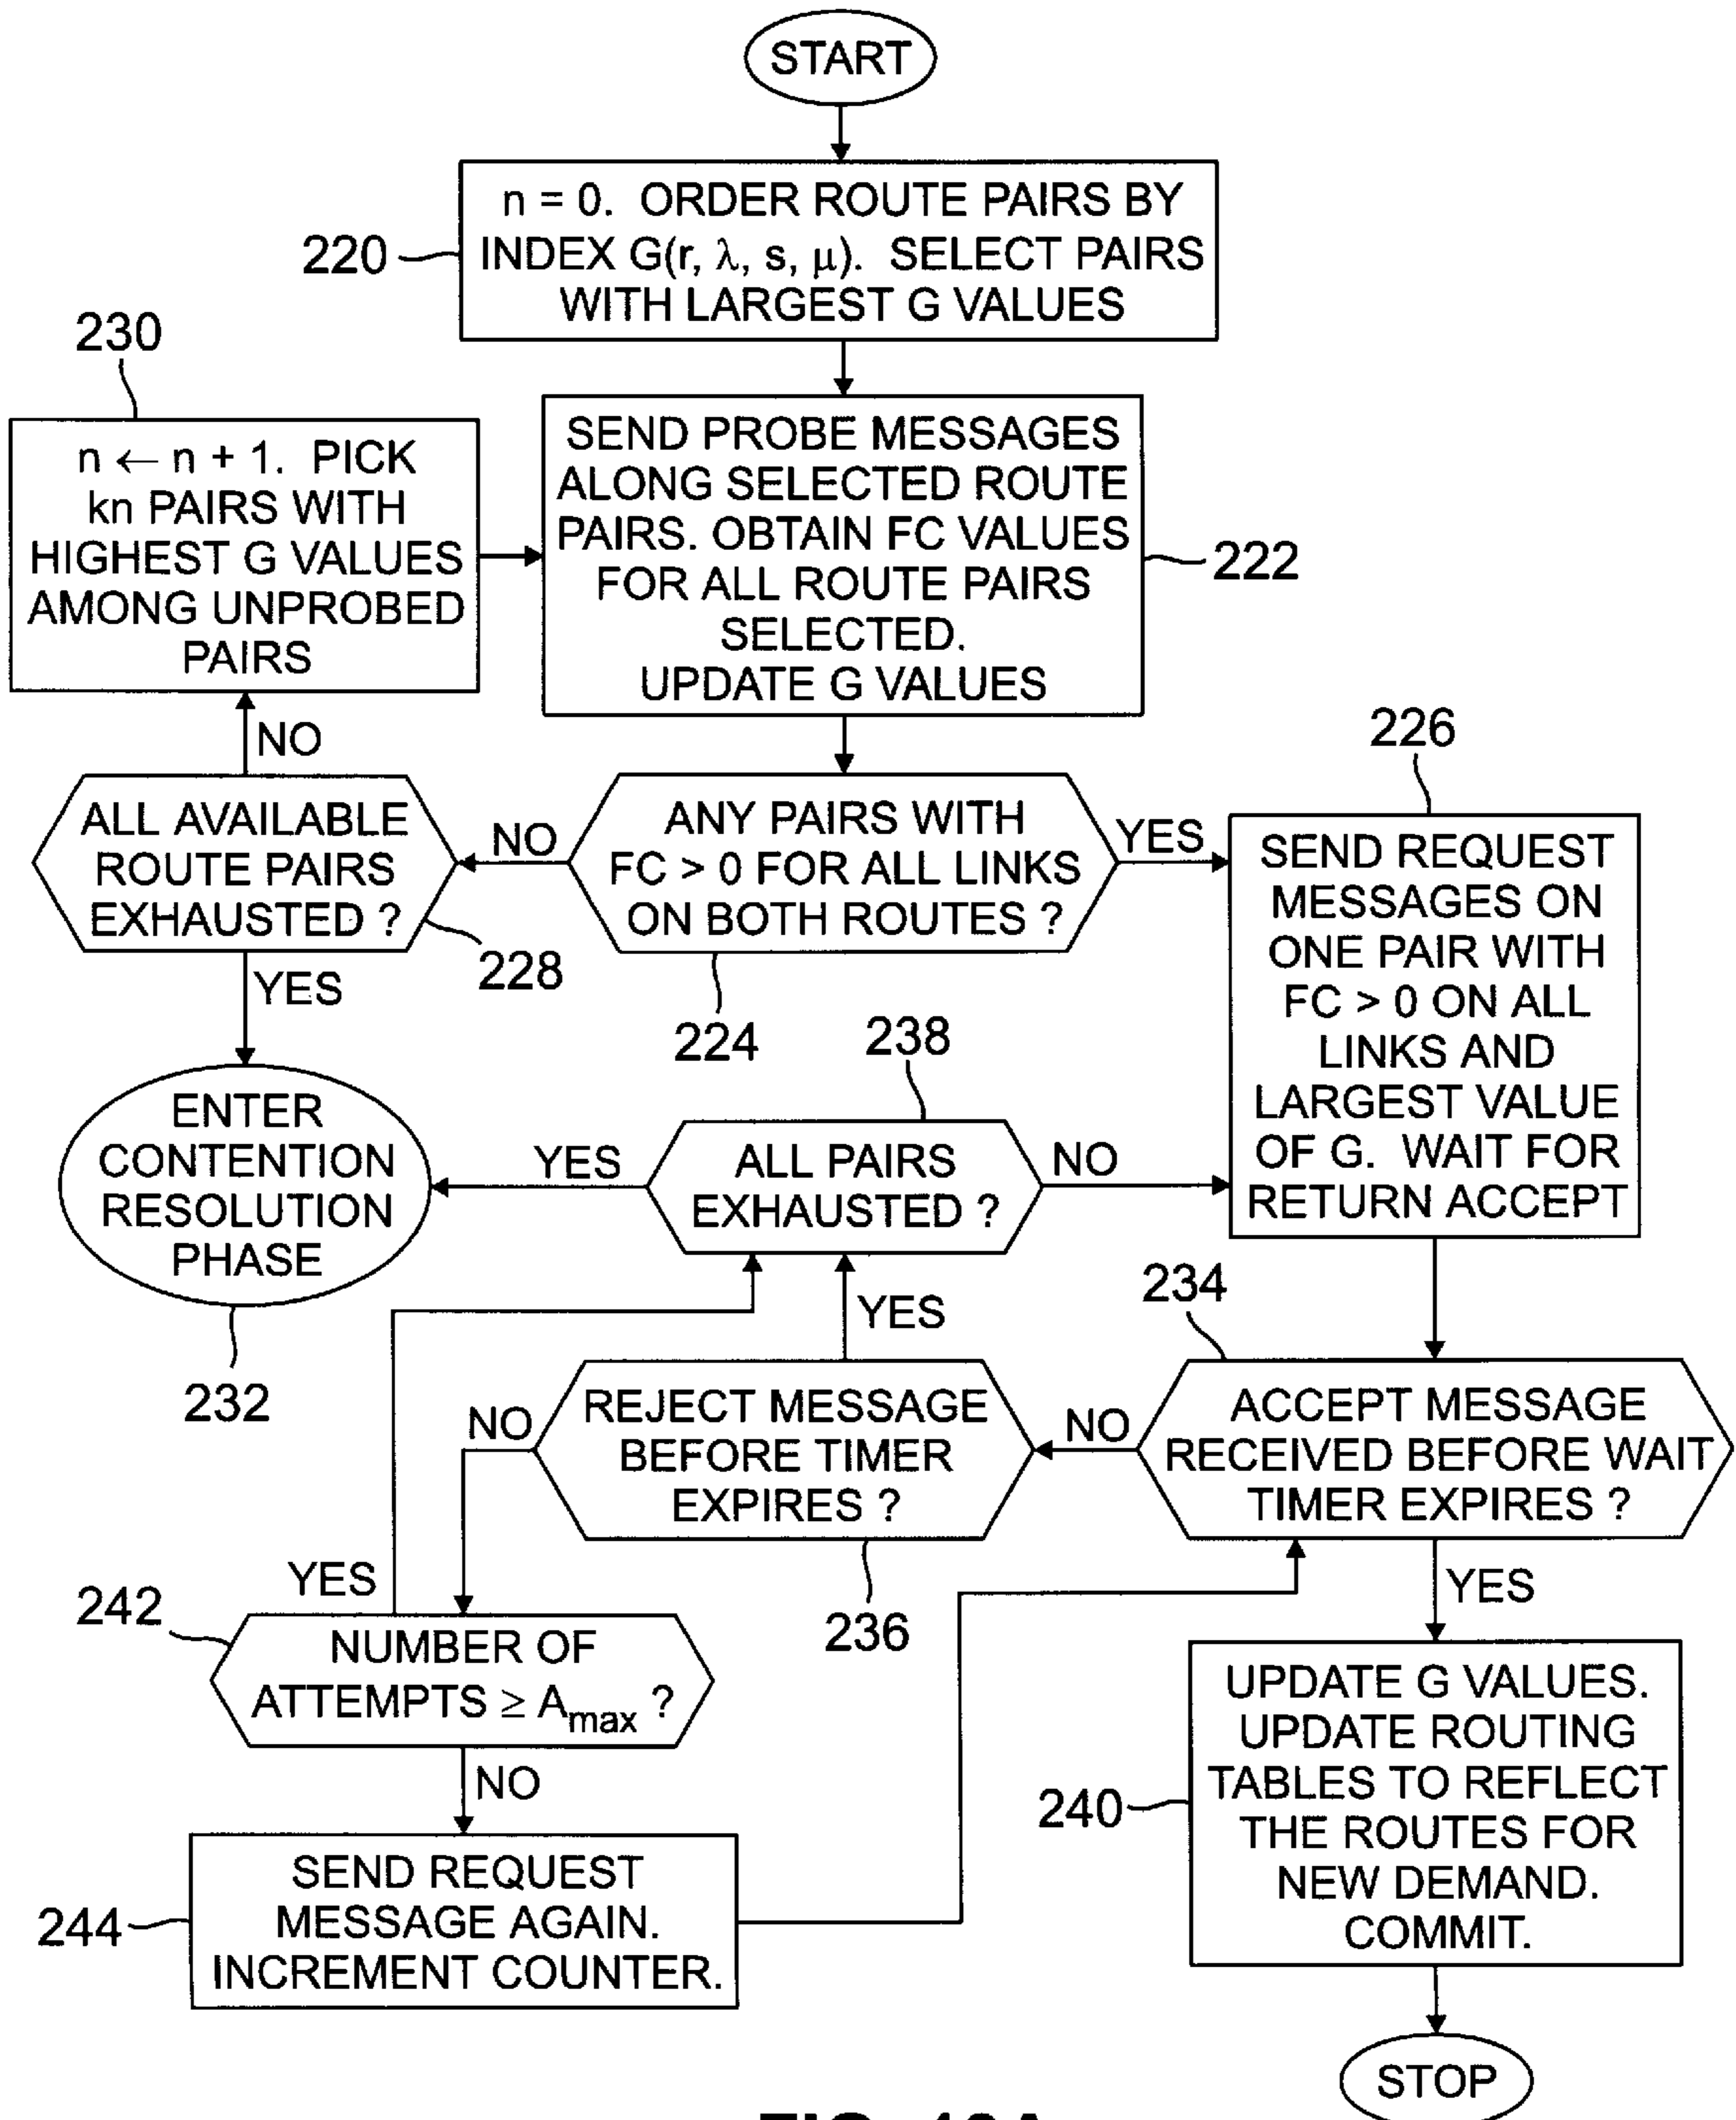 START
n = 0. ORDER ROUTE PAIRS BY
INDEX G(r, λ, s, μ). SELECT PAIRS
WITH LARGEST G VALUES
220
230
n ← n + 1. PICK
kn PAIRS WITH
HIGHEST G VALUES
AMONG UNPROBED
PAIRS
SEND PROBE MESSAGES
ALONG SELECTED ROUTE
PAIRS. OBTAIN FC VALUES
FOR ALL ROUTE PAIRS
SELECTED.
UPDATE G VALUES
222
NO
ALL AVAILABLE
ROUTE PAIRS
EXHAUSTED ?
228
NO
ANY PAIRS WITH
FC > 0 FOR ALL LINKS
ON BOTH ROUTES ?
224
YES
226
SEND REQUEST
MESSAGES ON
ONE PAIR WITH
FC > 0 ON ALL
LINKS AND
LARGEST VALUE
OF G. WAIT FOR
RETURN ACCEPT
YES
ENTER
CONTENTION
RESOLUTION
PHASE
232
YES
238
ALL PAIRS
EXHAUSTED ?
NO
YES
234
ACCEPT MESSAGE
RECEIVED BEFORE WAIT
TIMER EXPIRES ?
NO
REJECT MESSAGE
BEFORE TIMER
EXPIRES ?
236
NO
YES
242
NUMBER OF
ATTEMPTS ≥ Amax ?
NO
244
SEND REQUEST
MESSAGE AGAIN.
INCREMENT COUNTER.
YES
240
UPDATE G VALUES.
UPDATE ROUTING
TABLES TO REFLECT
THE ROUTES FOR
NEW DEMAND.
COMMIT.
STOP